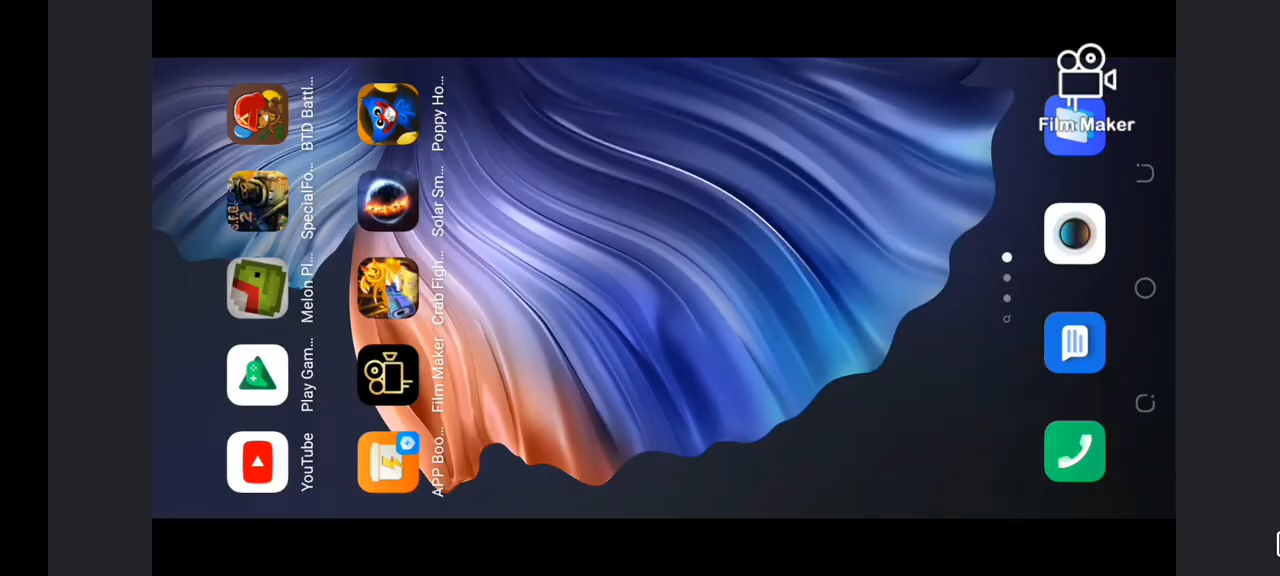 YouTube
Play Gam...
Melon Pl...
SpecialFo...
BTD Battl...
APP Boo...
Film Maker
Crab Figh...
Solar Sm...
Poppy Ho...
Film Maker